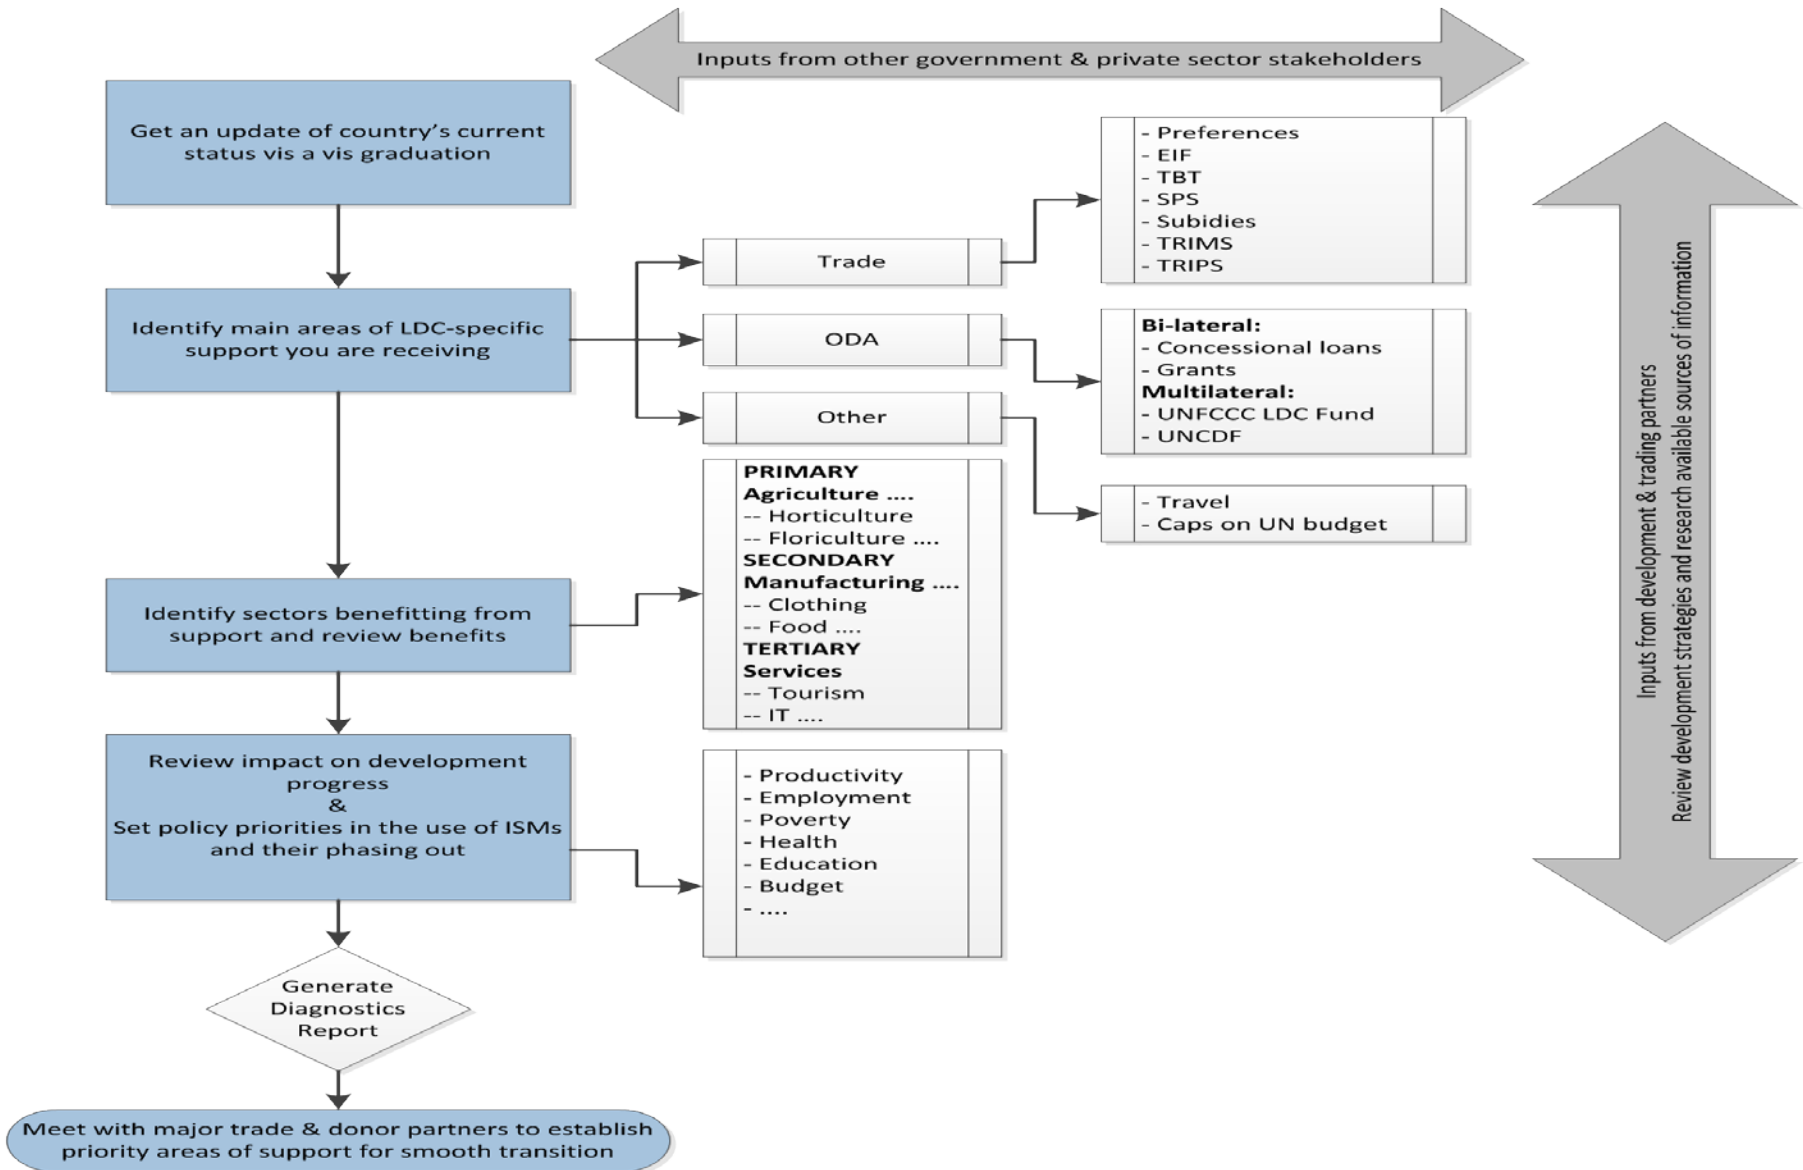 Inputs from other government & private sector stakeholders
Get an update of country's current
status vis a vis graduation
- Preferences
- EIF
- TBT
- SPS
- Subidies
- TRIMS
- TRIPS
Trade
Identify main areas of LDC-specific
support you are receiving
ODA
Bi-lateral:
- Concessional loans
- Grants
Multilateral:
- UNFCCC LDC Fund
- UNCDF
Other
- Travel
- Caps on UN budget
PRIMARY
Agriculture ....
-- Horticulture
-- Floriculture ....
SECONDARY
Manufacturing ....
-- Clothing
-- Food ....
TERTIARY
Services
-- Tourism
-- IT ....
Identify sectors benefitting from
support and review benefits
Review impact on development
progress
&
Set policy priorities in the use of ISMs
and their phasing out
- Productivity
- Employment
- Poverty
- Health
- Education
- Budget
- ....
Generate
Diagnostics
Report
Meet with major trade & donor partners to establish
priority areas of support for smooth transition
Inputs from development & trading partners
Review development strategies and research available sources of information